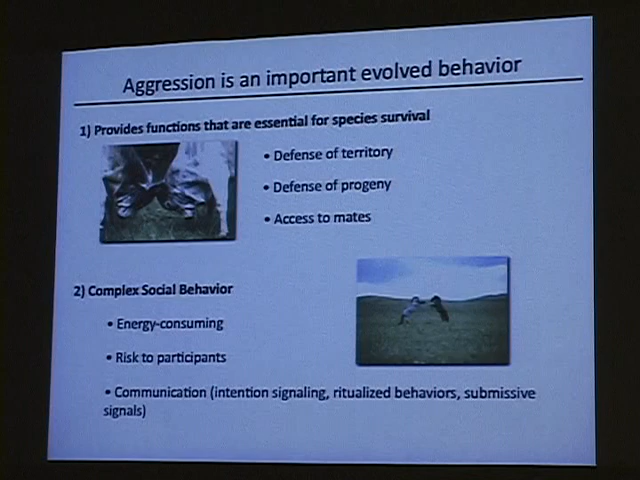 Aggression is an important evolved behavior
1) Provides functions that are essential for species survival
• Defense of territory
• Defense of progeny
• Access to mates
2) Complex Social Behavior
• Energy-consuming
• Risk to participants
• Communication (intention signaling, ritualized behaviors, submissive
signals)